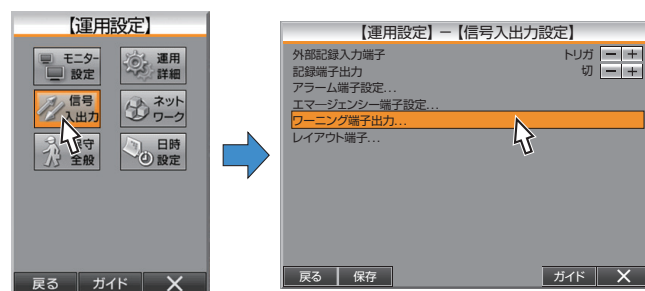 【運用設定】
モニター設定
運用詳細
信号入出力
ネットワーク
保守全般
日時設定
戻る ガイド ×
【運用設定】－【信号入出力設定】
外部記録入力端子 トリガ － ＋
記録端子出力 切 － ＋
アラーム端子設定...
エマージェンシー端子設定...
ワーニング端子出力...
レイアウト端子...
戻る 保存 ガイド ×